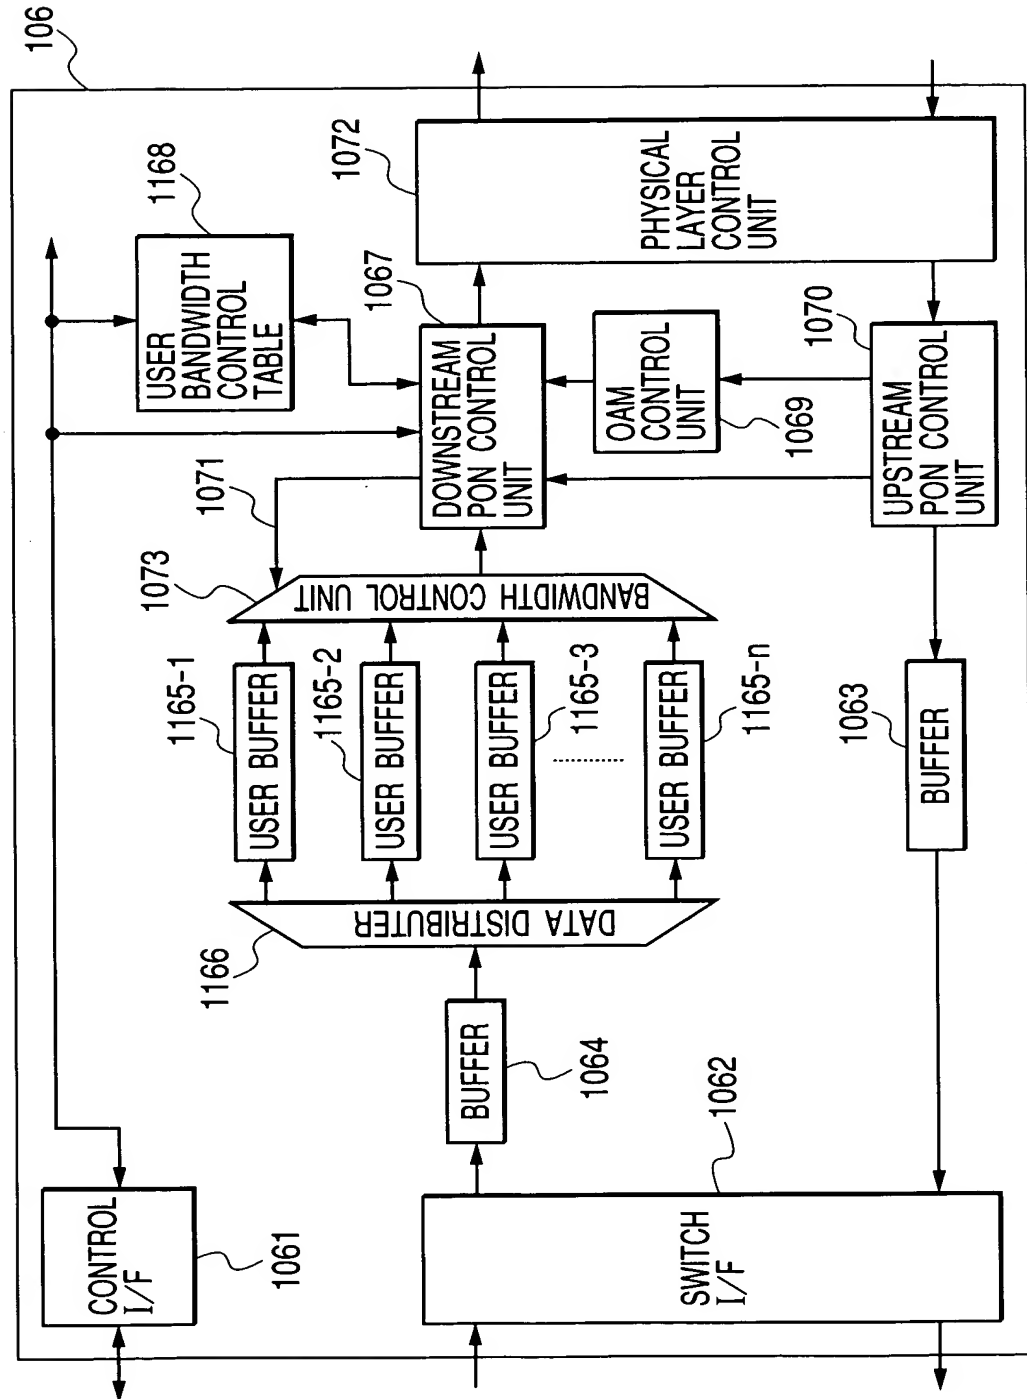 106
CONTROL
I/F
1061
USER
BANDWIDTH
CONTROL
TABLE
1168
SWITCH
I/F
1062
BUFFER
1064
DATA DISTRIBUTER
1166
USER BUFFER
1165-1
USER BUFFER
1165-2
USER BUFFER
1165-3
USER BUFFER
1165-n
BANDWIDTH CONTROL UNIT
1073
1071
DOWNSTREAM
PON CONTROL
UNIT
1067
OAM
CONTROL
UNIT
1069
PHYSICAL
LAYER
CONTROL
UNIT
1072
UPSTREAM
PON CONTROL
UNIT
1070
BUFFER
1063